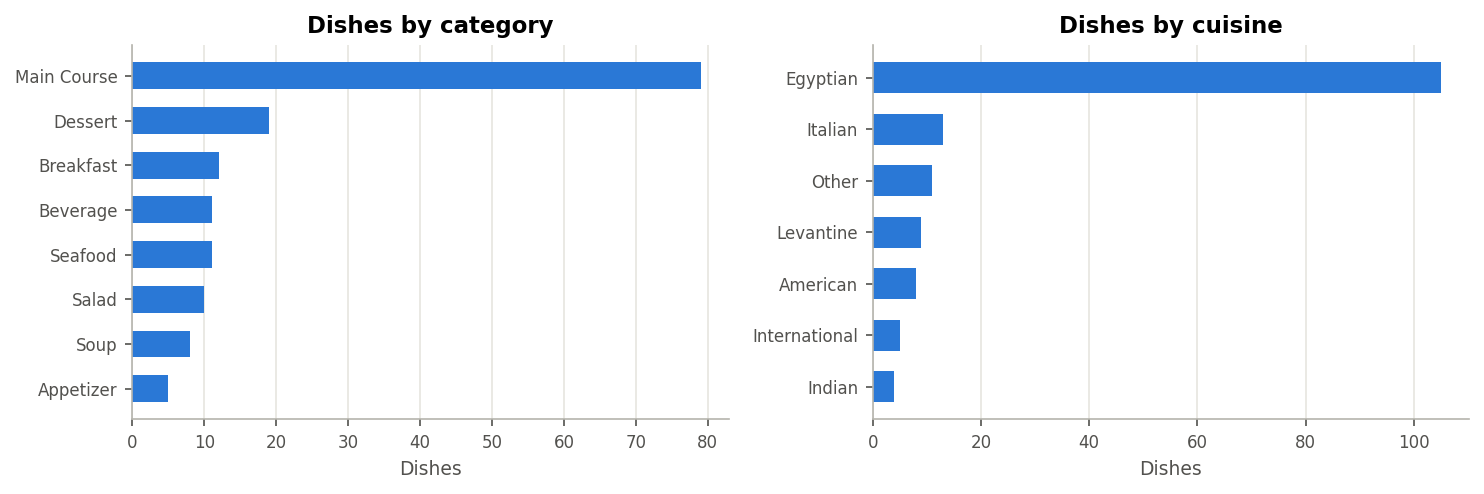 Dishes by category
Main Course
Dessert
Breakfast
Beverage
Seafood
Salad
Soup
Appetizer
0 10 20 30 40 50 60 70 80
Dishes
Dishes by cuisine
Egyptian
Italian
Other
Levantine
American
International
Indian
0 20 40 60 80 100
Dishes